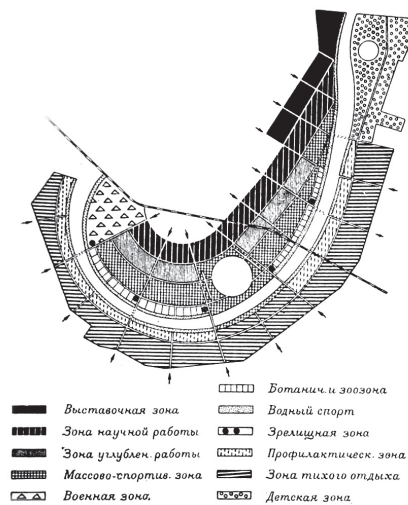 Выставочная зона
Зона научной работы
Зона углублен. работы
Массово-спортив. зона
Военная зона.
Ботанич. и зоозона
Водный спорт
Зрелищная зона
Профилактическ. зона
Зона тихого отдыха
Детская зона